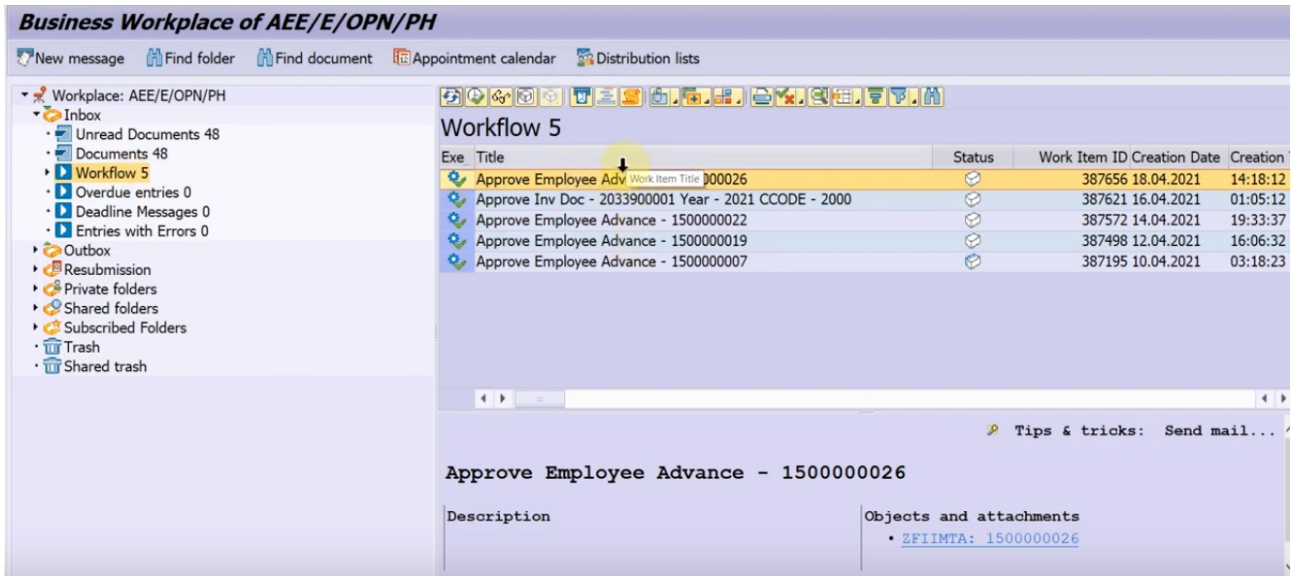 Business Workplace of AEE/E/OPN/PH
New message Find folder Find document Appointment calendar Distribution lists
Workplace: AEE/E/OPN/PH
Inbox
Unread Documents 48
Documents 48
Workflow 5
Overdue entries 0
Deadline Messages 0
Entries with Errors 0
Outbox
Resubmission
Private folders
Shared folders
Subscribed Folders
Trash
Shared trash
Workflow 5
Exe Title Status Work Item ID Creation Date Creation
Approve Employee Adv Work Item Title 000026 387656 18.04.2021 14:18:12
Approve Inv Doc - 2033900001 Year - 2021 CCODE - 2000 387621 16.04.2021 01:05:12
Approve Employee Advance - 1500000022 387572 14.04.2021 19:33:37
Approve Employee Advance - 1500000019 387498 12.04.2021 16:06:32
Approve Employee Advance - 1500000007 387195 10.04.2021 03:18:23
Tips & tricks: Send mail...
Approve Employee Advance - 1500000026
Description Objects and attachments
ZFIIMTA: 1500000026